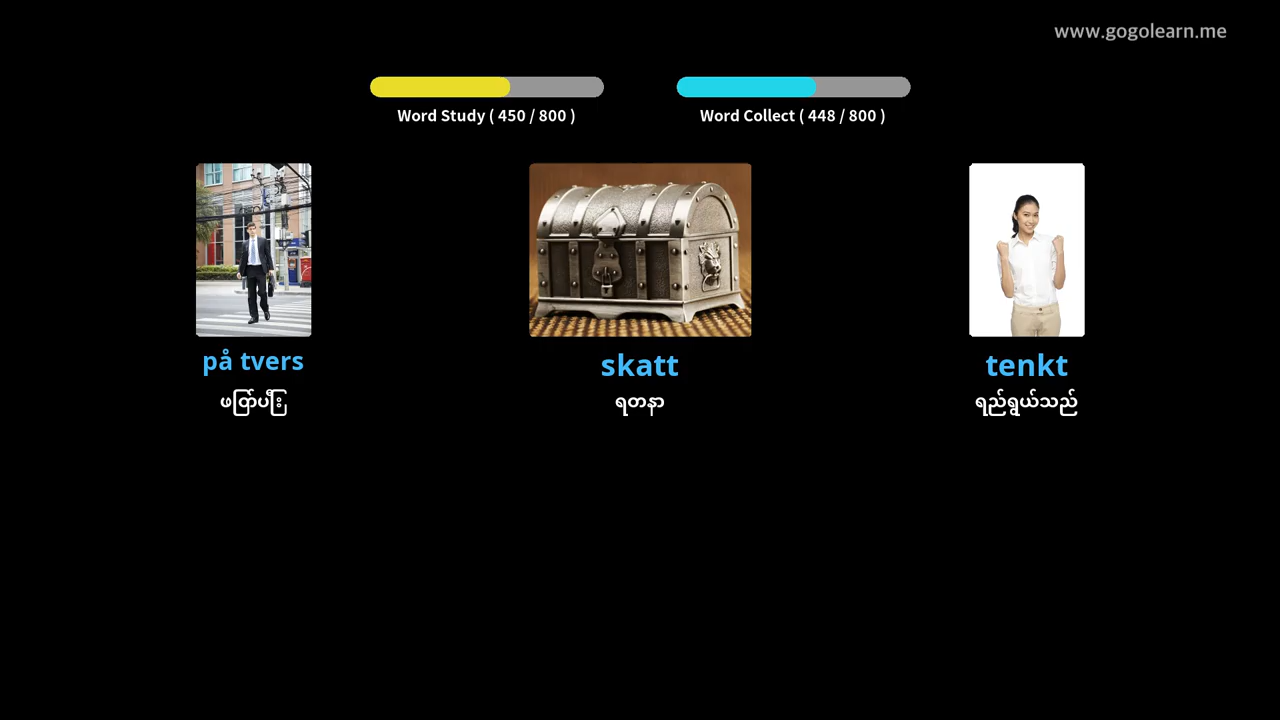 www.gogolearn.me
Word Study ( 450 / 800 )
Word Collect ( 448 / 800 )
på tvers
skatt
tenkt
ဖြတ်ပြီး
ရတနာ
ရည်ရွယ်သည်